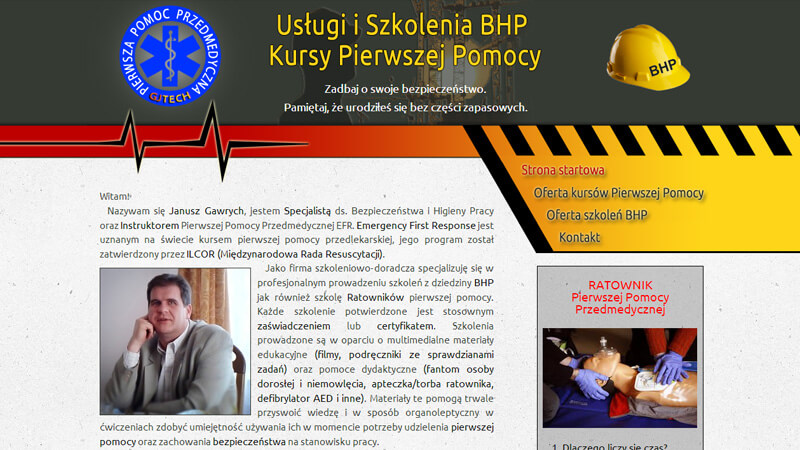 PIERWSZA POMOC PRZEDMEDYCZNA
GJTECH
Usługi i Szkolenia BHP
Kursy Pierwszej Pomocy
Zadbaj o swoje bezpieczeństwo.
Pamiętaj, że urodziłeś się bez części zapasowych.
BHP
Strona startowa
Oferta kursów Pierwszej Pomocy
Oferta szkoleń BHP
Kontakt
Witam!
Nazywam się Janusz Gawrych, jestem Specjalistą ds. Bezpieczeństwa i Higieny Pracy
oraz Instruktorem Pierwszej Pomocy Przedmedycznej EFR. Emergency First Response jest
uznanym na świecie kursem pierwszej pomocy przedlekarskiej, jego program został
zatwierdzony przez ILCOR (Międzynarodowa Rada Resuscytacji).
Jako firma szkoleniowo-doradcza specjalizuję się w
profesjonalnym prowadzeniu szkoleń z dziedziny BHP
jak również szkolę Ratowników pierwszej pomocy.
Każde szkolenie potwierdzone jest stosownym
zaświadczeniem lub certyfikatem. Szkolenia
prowadzone są w oparciu o multimedialne materiały
edukacyjne (filmy, podręczniki ze sprawdzianami
zadań) oraz pomoce dydaktyczne (fantom osoby
dorosłej i niemowlęcia, apteczka/torba ratownika,
defibrylator AED i inne). Materiały te pomogą trwale
przyswoić wiedzę i w sposób organoleptyczny w
ćwiczeniach zdobyć umiejętność używania ich w momencie potrzeby udzielenia pierwszej
pomocy oraz zachowania bezpieczeństwa na stanowisku pracy.
RATOWNIK
Pierwszej Pomocy
Przedmedycznej
1. Dlaczego liczy się czas?